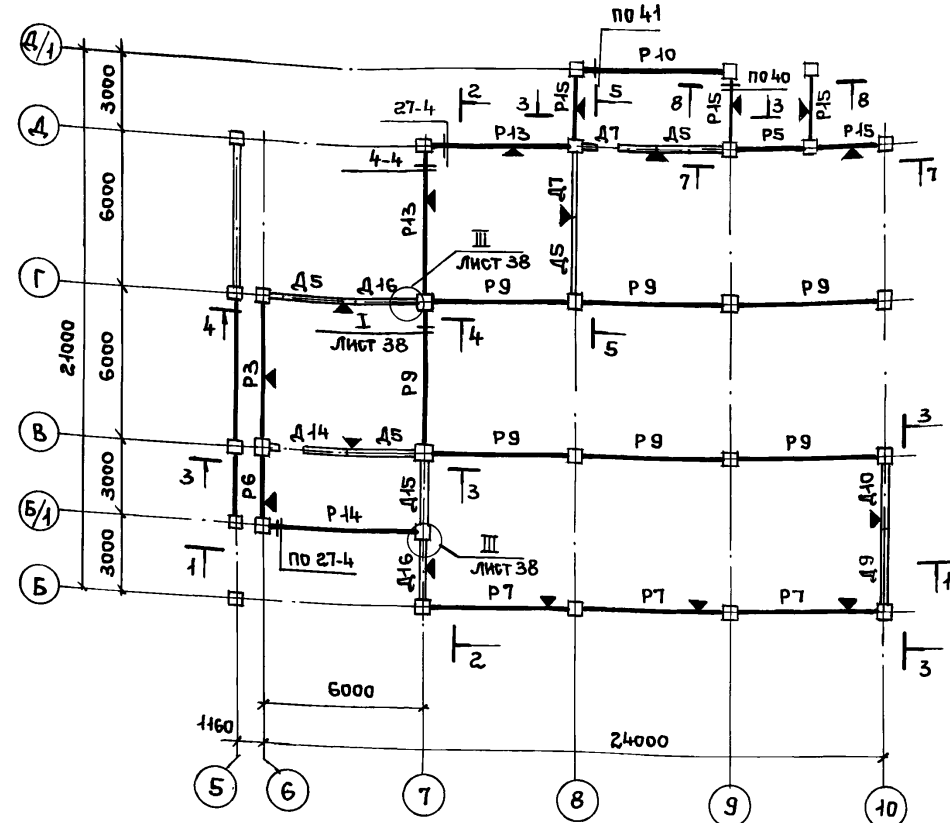 ПО 41
Д/1
Р10
ПО 40
3000
2
3
Р15
5
8
Р15
3
Р15
8
27-4
Д
Р13
Д7
Д5
Р5
Р15
4-4
7
7
6000
Р13
Д7
Д5
III
ЛИСТ 38
Г
Д5
Д16
Р9
Р9
Р9
4
I
ЛИСТ 38
4
5
21000
6000
Р3
Р9
В
Д14
Д5
Р9
Р9
Р9
3
3
3
3000
Р6
Д15
Д10
Б/1
Р14
III
ЛИСТ 38
1
ПО 27-4
Д16
Д9
1
3000
Б
Р7
Р7
Р7
2
3
6000
1160
24000
5
6
7
8
9
10